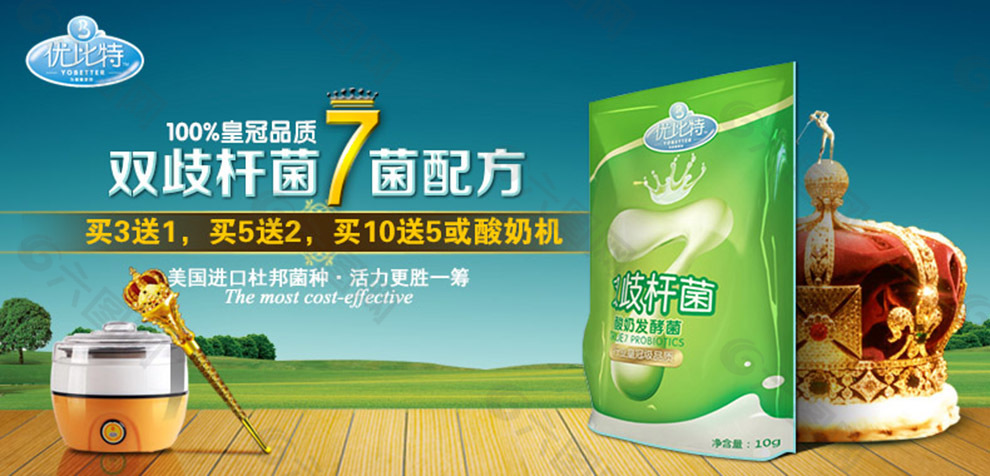 优比特
YOBETTER
100%皇冠品质
双歧杆菌7菌配方
买3送1，买5送2，买10送5或酸奶机
美国进口杜邦菌种·活力更胜一筹
The most cost-effective
优比特
YOBETTER
双歧杆菌
酸奶发酵菌
7 PROBIOTICS
净含量：10g